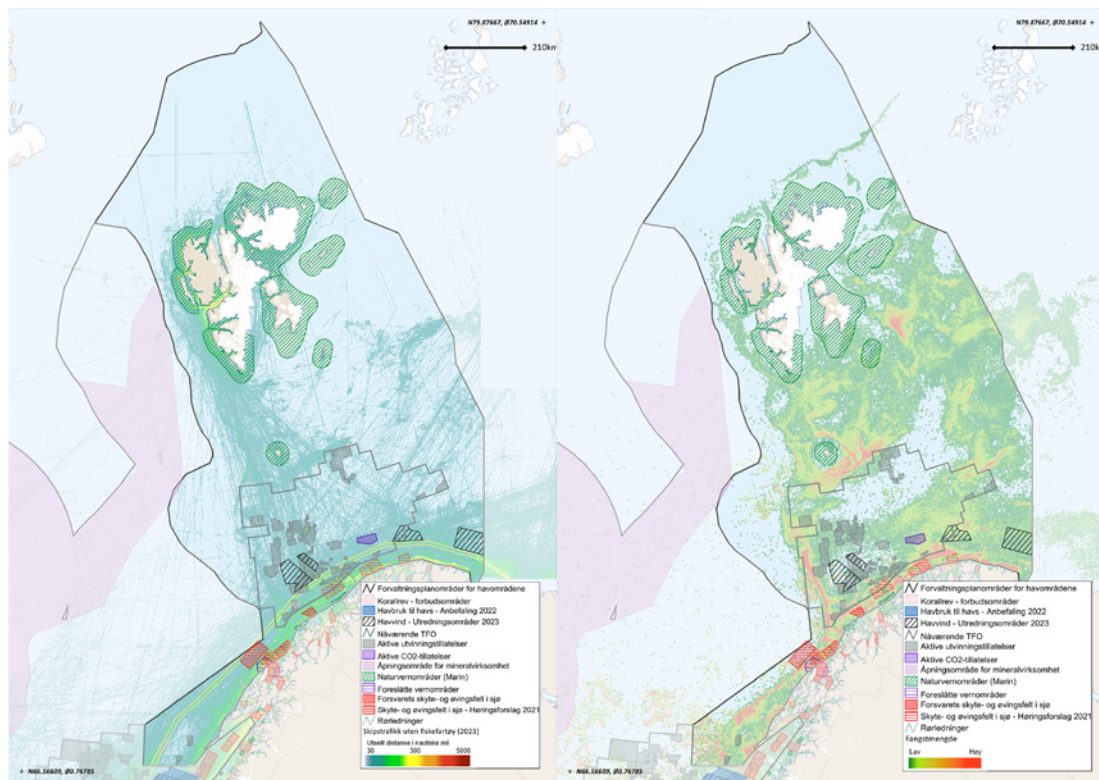 N79.87667, Ø70.54914 +
210km
Forvaltningsplanområder for havområdene
Korallrev - forbudsområder
Havbruk til havs - Anbefaling 2022
Havvind - Utredningsområder 2023
Nåværende TFO
Aktive utvinningstillatelser
Aktive CO2-tillatelser
Åpningsområde for mineralvirksomhet
Naturvernområder (Marin)
Foreslåtte vernområder
Forsvarets skyte- og øvingsfelt i sjø
Skyte- og øvingsfelt i sjø - Høringsforslag 2021
Rørledninger
Skipstrafikk uten fiskefartøy (2023)
Utseilt distanse i nautiske mil
30 300 5000
+ N66.56609, Ø0.76785
N79.87667, Ø70.54914 +
210km
Forvaltningsplanområder for havområdene
Korallrev - forbudsområder
Havbruk til havs - Anbefaling 2022
Havvind - Utredningsområder 2023
Nåværende TFO
Aktive utvinningstillatelser
Aktive CO2-tillatelser
Åpningsområde for mineralvirksomhet
Naturvernområder (Marin)
Foreslåtte vernområder
Forsvarets skyte- og øvingsfelt i sjø
Skyte- og øvingsfelt i sjø - Høringsforslag 2021
Rørledninger
Fangstmengde
Lav Høy
+ N66.56609, Ø0.76785